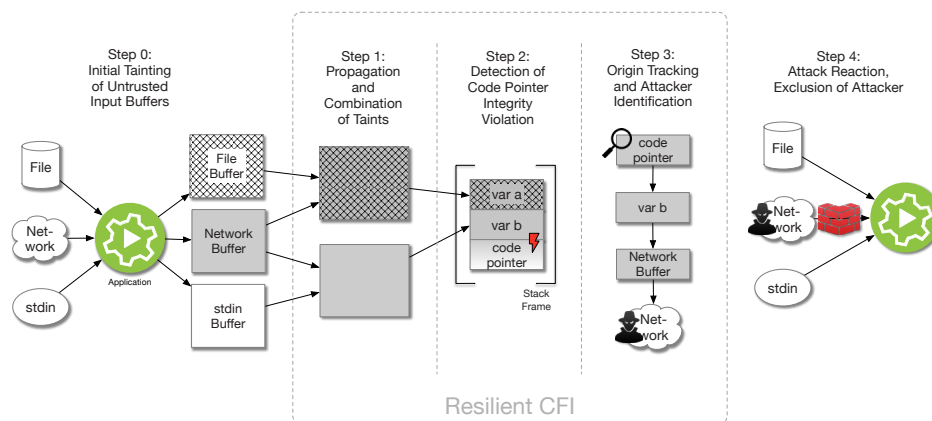 Step 0:
Initial Tainting
of Untrusted
Input Buffers
File
Net-
work
stdin
Application
File
Buffer
Network
Buffer
stdin
Buffer
Step 1:
Propagation
and
Combination
of Taints
Step 2:
Detection of
Code Pointer
Integrity
Violation
var a
var b
code
pointer
Stack
Frame
Step 3:
Origin Tracking
and Attacker
Identification
code
pointer
var b
Network
Buffer
Net-
work
Step 4:
Attack Reaction,
Exclusion of Attacker
File
Net-
work
stdin
Resilient CFI